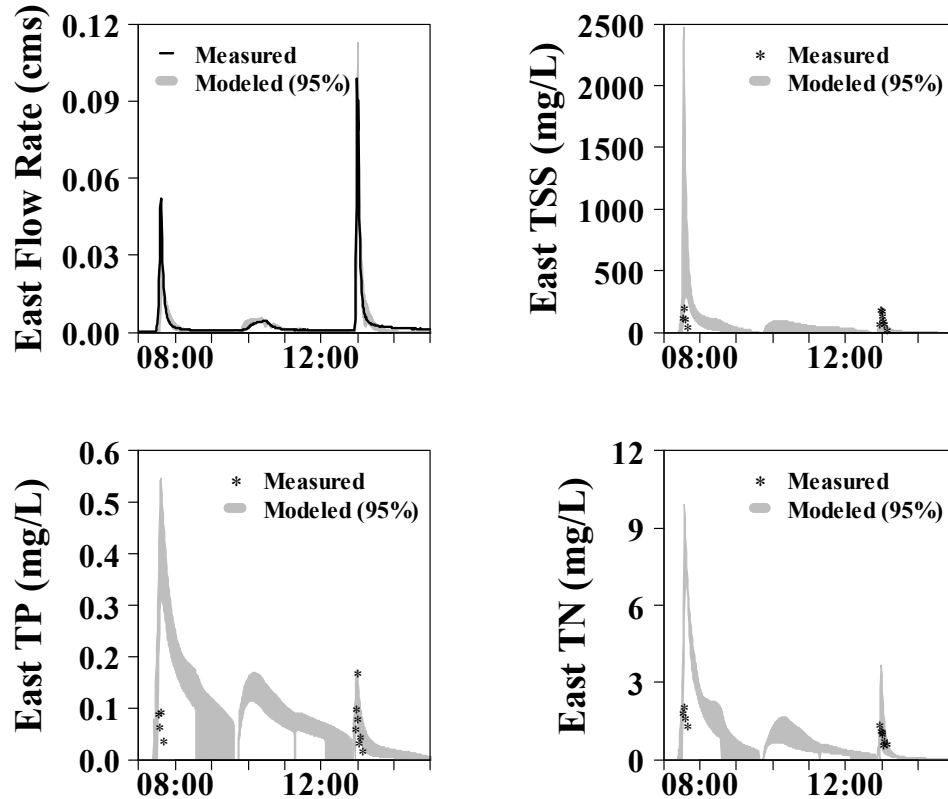 East Flow Rate (cms)
0.12
0.09
0.06
0.03
0.00
Measured
Modeled (95%)
08:00
12:00
East TSS (mg/L)
2500
2000
1500
1000
500
0
* Measured
Modeled (95%)
08:00
12:00
East TP (mg/L)
0.6
0.5
0.4
0.3
0.2
0.1
0.0
* Measured
Modeled (95%)
08:00
12:00
East TN (mg/L)
12
9
6
3
0
* Measured
Modeled (95%)
08:00
12:00